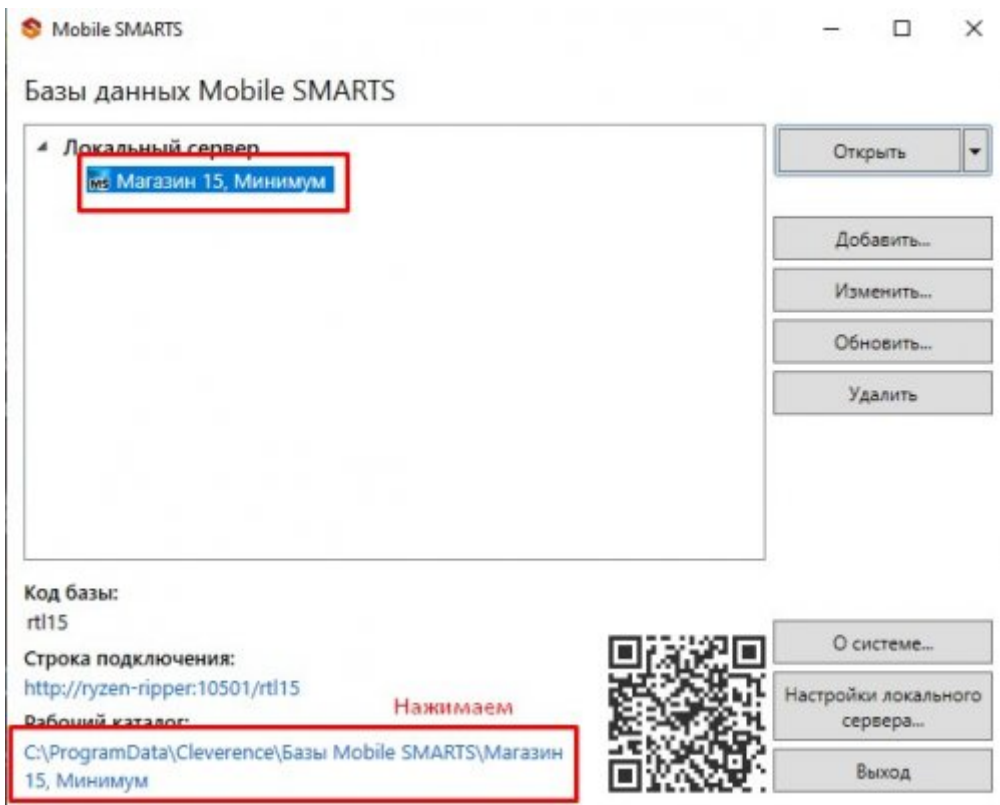 Mobile SMARTS
Базы данных Mobile SMARTS
Локальный сервер
Магазин 15, Минимум
Открыть
Добавить...
Изменить...
Обновить...
Удалить
Код базы:
rtl15
Строка подключения:
http://ryzen-ripper:10501/rtl15
Нажимаем
Рабочий каталог:
C:\ProgramData\Cleverence\Базы Mobile SMARTS\Магазин
15, Минимум
О системе...
Настройки локального
сервера...
Выход